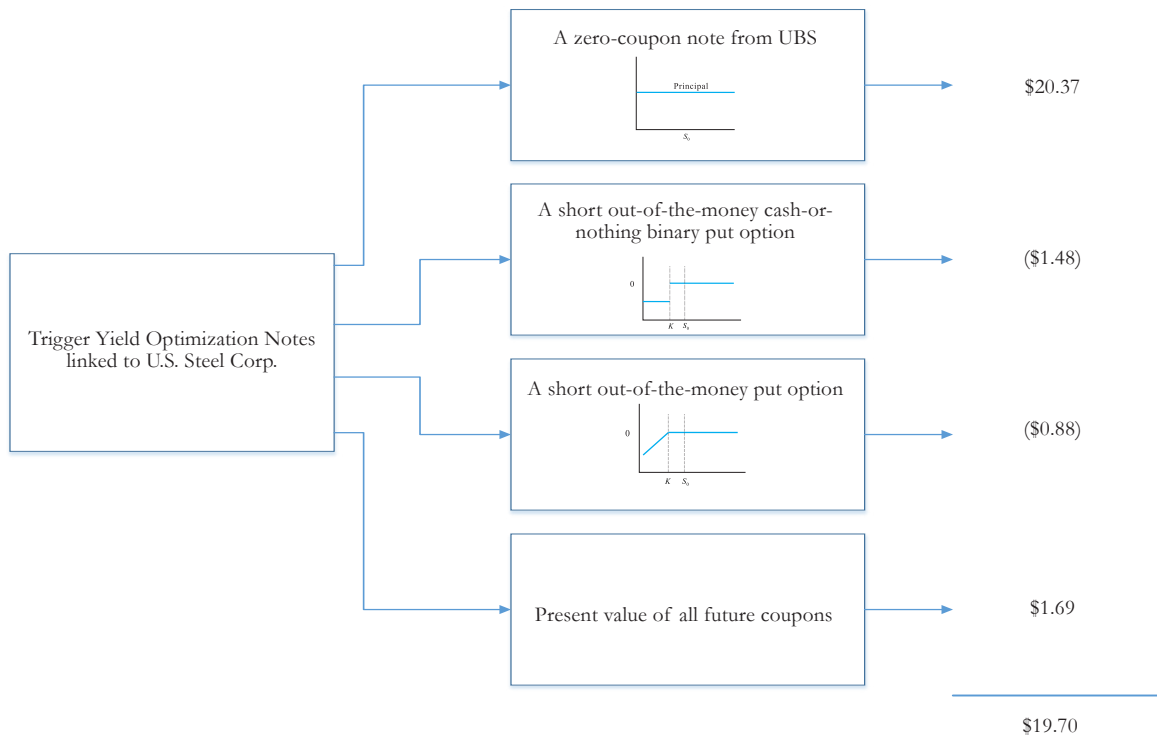 A zero-coupon note from UBS
Principal
S₀
$20.37
A short out-of-the-money cash-or-
nothing binary put option
0
K S₀
($1.48)
Trigger Yield Optimization Notes
linked to U.S. Steel Corp.
A short out-of-the-money put option
0
K S₀
($0.88)
Present value of all future coupons
$1.69
$19.70